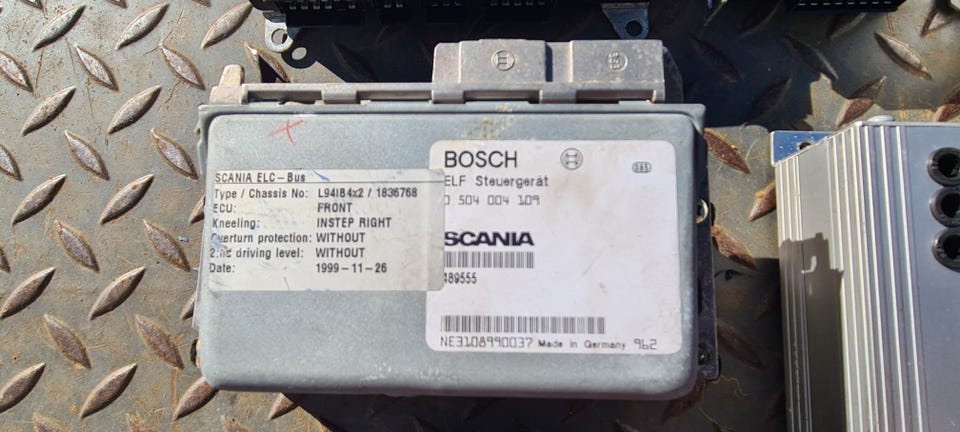 SCANIA ELC-Bus
Type / Chassis No: L94IB4x2 / 1836768
ECU: FRONT
Kneeling: INSTEP RIGHT
Overturn protection: WITHOUT
2:nd driving level: WITHOUT
Date: 1999-11-26
BOSCH
ELF Steuergerät
0 504 004 109
SCANIA
489555
NE3108990037 Made in Germany 962